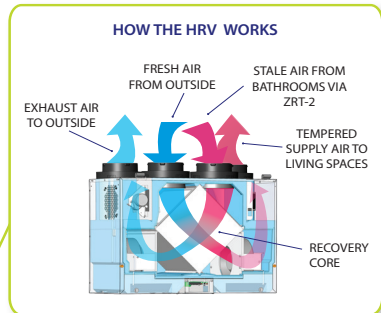 HOW THE HRV WORKS
FRESH AIR
FROM OUTSIDE
STALE AIR FROM
BATHROOMS VIA
ZRT-2
EXHAUST AIR
TO OUTSIDE
TEMPERED
SUPPLY AIR TO
LIVING SPACES
RECOVERY
CORE